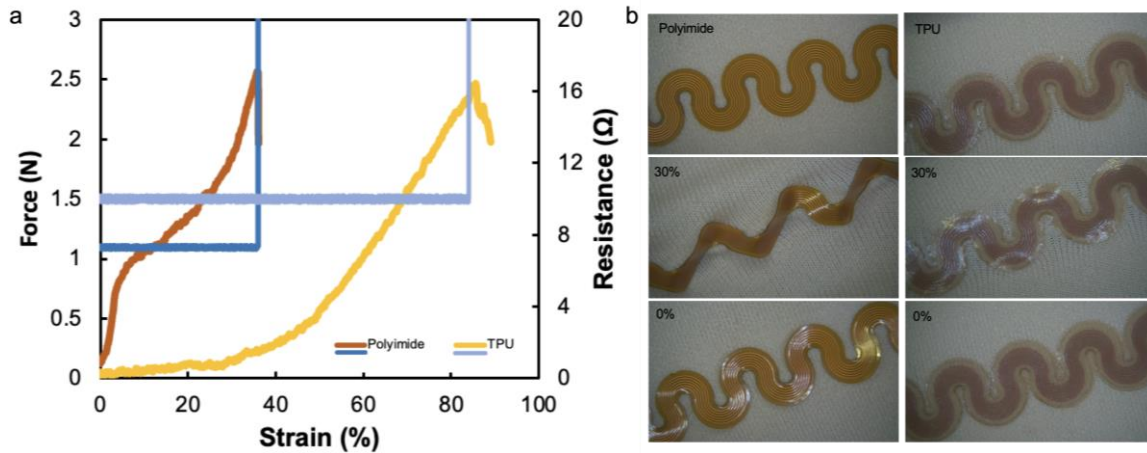 a
3
2.5
2
1.5
1
0.5
0
Force (N)
20
16
12
8
4
0
Resistance (Ω)
Polyimide TPU
0 20 40 60 80 100
Strain (%)
b
Polyimide
TPU
30%
30%
0%
0%